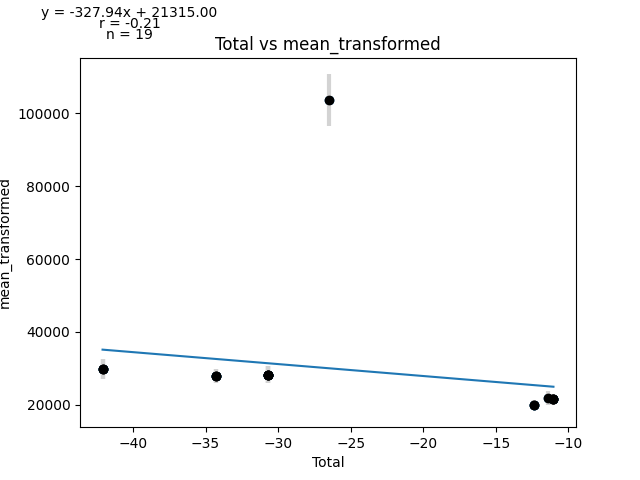 y = -327.94x + 21315.00
r = -0.21
n = 19
Total vs mean_transformed
mean_transformed
100000
80000
60000
40000
20000
−40
−35
−30
−25
−20
−15
−10
Total